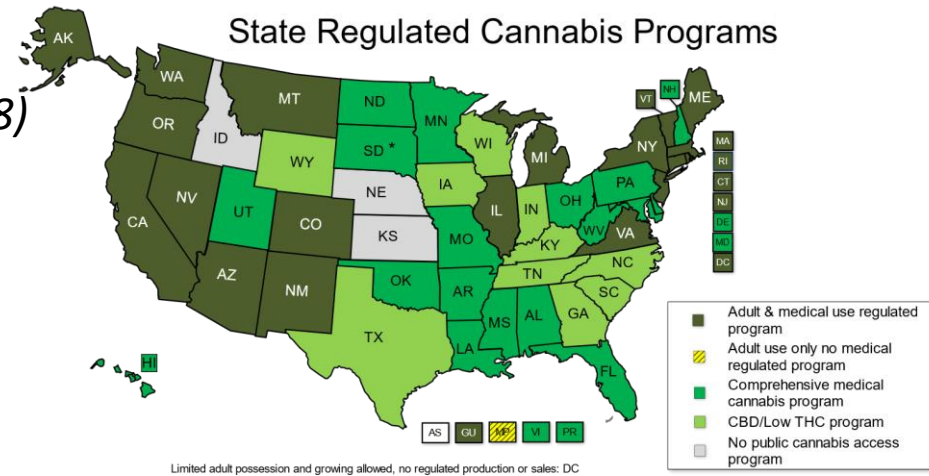 State Regulated Cannabis Programs
8)
AK
WA
MT
ND
MN
VT
NH
ME
OR
ID
SD *
WI
MI
NY
WY
MA
RI
CT
NJ
DE
MD
DC
NV
UT
NE
IA
IL
IN
OH
PA
CA
CO
KS
MO
KY
WV
VA
AZ
NM
OK
AR
TN
NC
SC
TX
LA
MS
AL
GA
FL
HI
AS
GU
MP
VI
PR
Adult & medical use regulated
program
Adult use only no medical
regulated program
Comprehensive medical
cannabis program
CBD/Low THC program
No public cannabis access
program
Limited adult possession and growing allowed, no regulated production or sales: DC